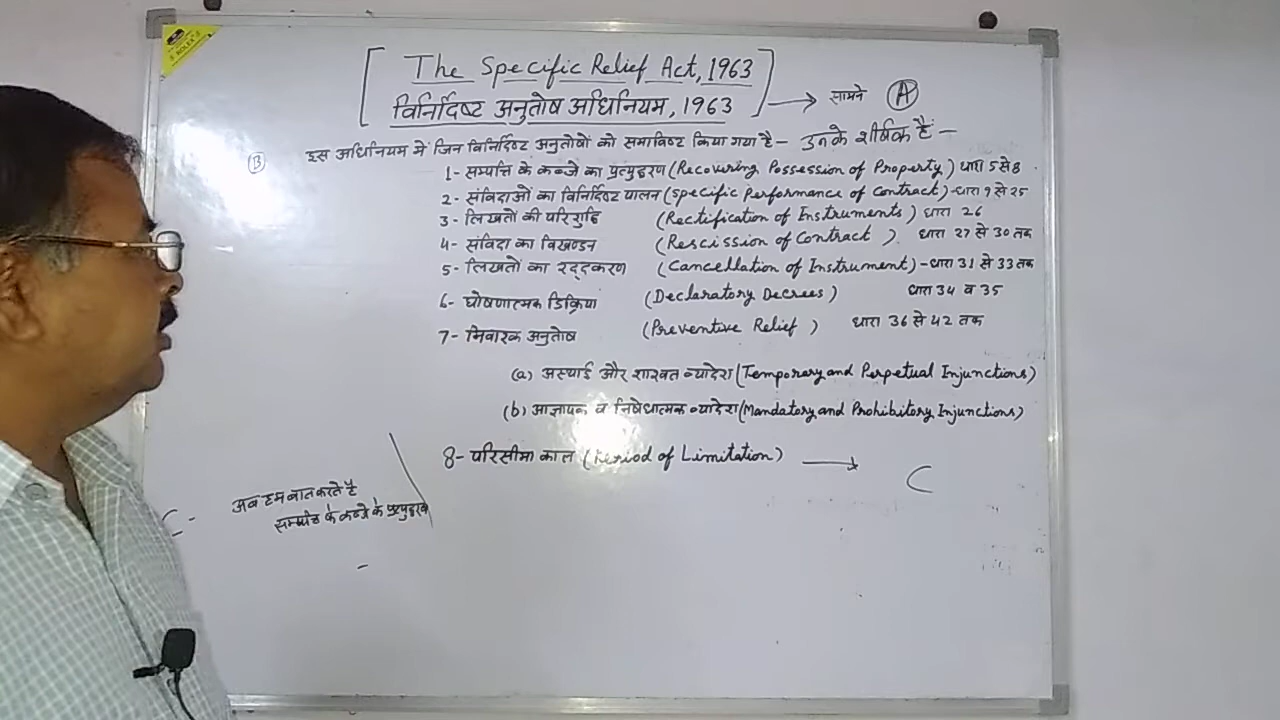 The Specific Relief Act, 1963
विनिर्दिष्ट अनुतोष अधिनियम, 1963 → सामने (A)
(B) इस अधिनियम में जिन विनिर्दिष्ट अनुतोषों को समाविष्ट किया गया है - उनके शीर्षक हैं -
1- सम्पत्ति के कब्जे का प्रत्युद्धरण (Recovering Possession of Property) धारा 5 से 8
2- संविदाओं का विनिर्दिष्ट पालन (Specific Performance of Contract) - धारा 9 से 25
3- लिखतों की परिशुद्धि (Rectification of Instruments) धारा 26
4- संविदा का विखण्डन (Rescission of Contract) धारा 27 से 30 तक
5- लिखतों का रद्दकरण (Cancellation of Instrument) - धारा 31 से 33 तक
6- घोषणात्मक डिक्रिया (Declaratory Decrees) धारा 34 व 35
7- निवारक अनुतोष (Preventive Relief) धारा 36 से 42 तक
(a) अस्थाई और शाश्वत व्यादेश (Temporary and Perpetual Injunctions)
(b) आज्ञापक व निषेधात्मक व्यादेश (Mandatory and Prohibitory Injunctions)
8- परिसीमा काल (Period of Limitation) → C
C- अब हम बात करते है
सम्पत्ति के कब्जे के प्रत्युद्धरण